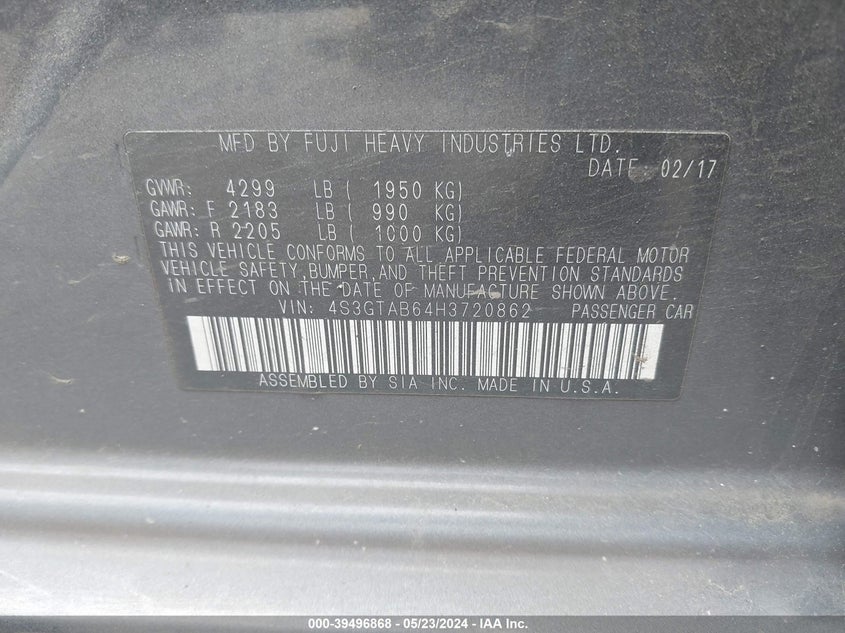 MFD BY FUJI HEAVY INDUSTRIES LTD.
DATE: 02/17
GVWR: 4299 LB ( 1950 KG)
GAWR: F 2183 LB ( 990 KG)
GAWR: R 2205 LB ( 1000 KG)
THIS VEHICLE CONFORMS TO ALL APPLICABLE FEDERAL MOTOR
VEHICLE SAFETY, BUMPER, AND THEFT PREVENTION STANDARDS
IN EFFECT ON THE DATE OF MANUFACTURE SHOWN ABOVE.
VIN: 4S3GTAB64H3720862 PASSENGER CAR
ASSEMBLED BY SIA INC. MADE IN U.S.A.
000-39496868 - 05/23/2024 - IAA Inc.